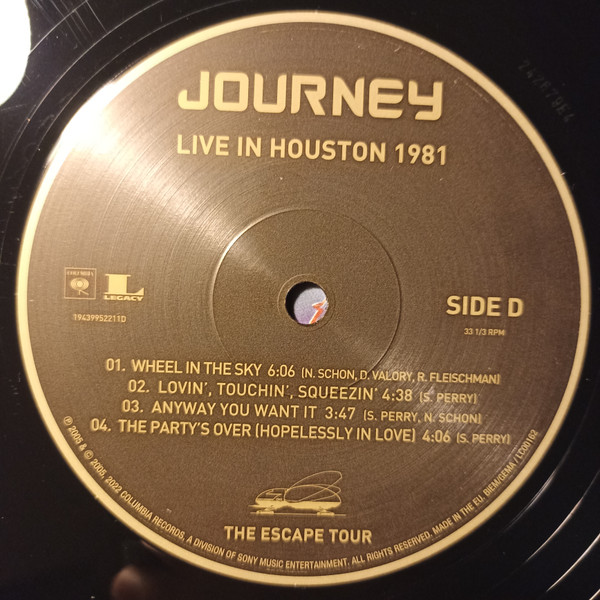 JOURNEY
LIVE IN HOUSTON 1981
COLUMBIA
L
LEGACY
19439952211D
SIDE D
33 1/3 RPM
01. WHEEL IN THE SKY 6:06 (N. SCHON, D. VALORY, R. FLEISCHMAN)
02. LOVIN', TOUCHIN', SQUEEZIN' 4:38 (S. PERRY)
03. ANYWAY YOU WANT IT 3:47 (S. PERRY, N. SCHON)
04. THE PARTY'S OVER (HOPELESSLY IN LOVE) 4:06 (S. PERRY)
THE ESCAPE TOUR
℗ 2005 & © 2005, 2022 COLUMBIA RECORDS, A DIVISION OF SONY MUSIC ENTERTAINMENT. ALL RIGHTS RESERVED. MADE IN THE EU. BIEM/GEMA / LC00162